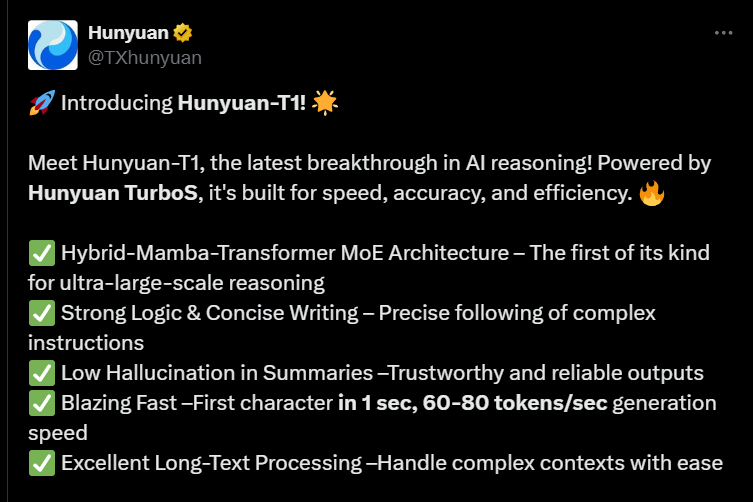 Hunyuan
@TXhunyuan
🚀 Introducing Hunyuan-T1! 🌟
Meet Hunyuan-T1, the latest breakthrough in AI reasoning! Powered by
Hunyuan TurboS, it's built for speed, accuracy, and efficiency. 🔥
✅ Hybrid-Mamba-Transformer MoE Architecture – The first of its kind
for ultra-large-scale reasoning
✅ Strong Logic & Concise Writing – Precise following of complex
instructions
✅ Low Hallucination in Summaries –Trustworthy and reliable outputs
✅ Blazing Fast –First character in 1 sec, 60-80 tokens/sec generation
speed
✅ Excellent Long-Text Processing –Handle complex contexts with ease